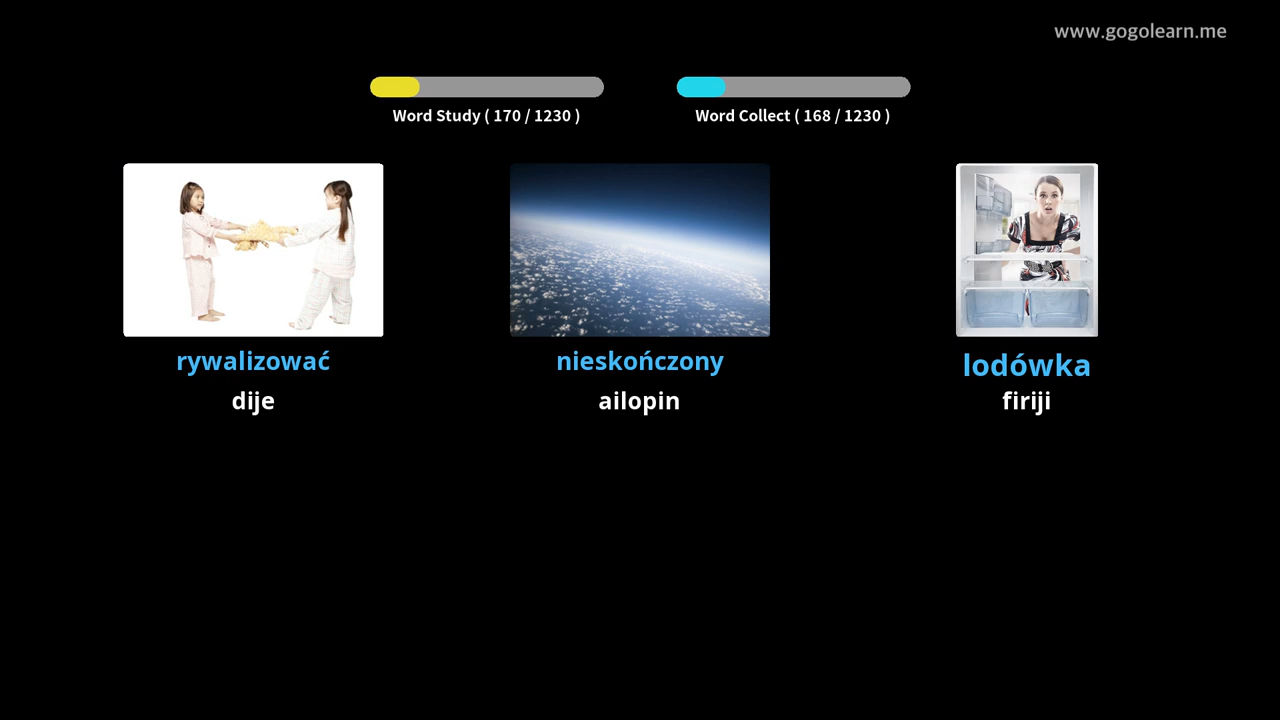 www.gogolearn.me
Word Study ( 170 / 1230 )
Word Collect ( 168 / 1230 )
rywalizować
dije
nieskończony
ailopin
lodówka
firiji